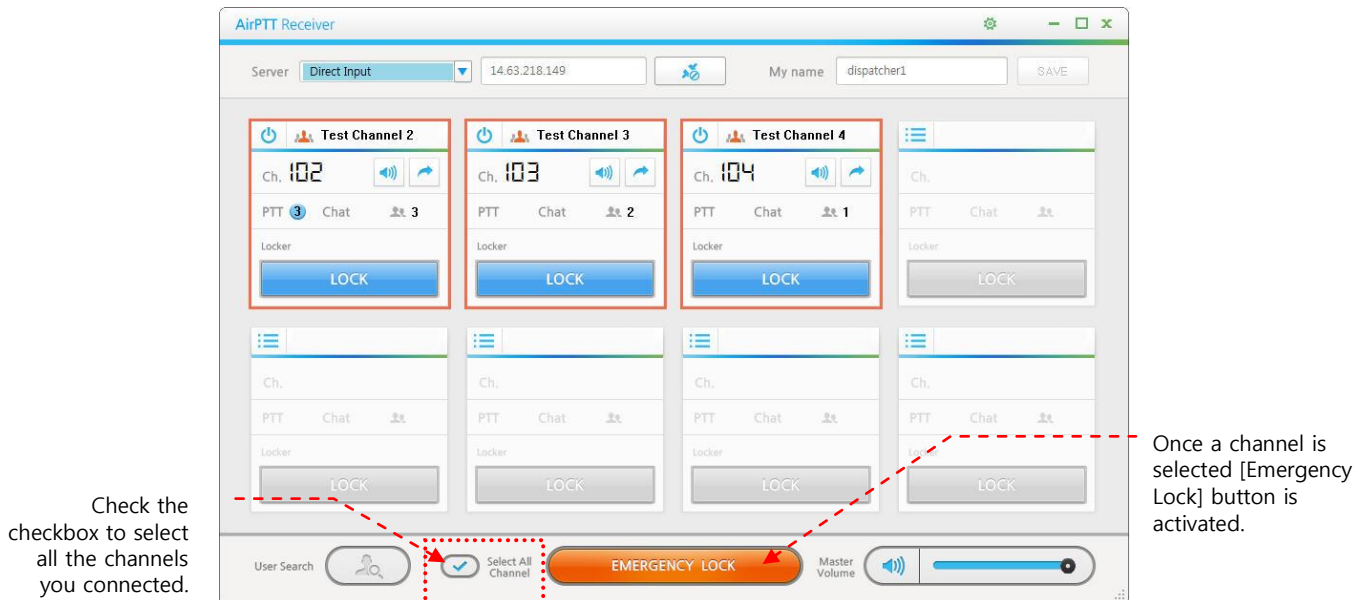 AirPTT Receiver
Server Direct Input 14.63.218.149 My name dispatcher1 SAVE
Test Channel 2
Ch. 102
PTT 3 Chat 3
Locker
LOCK
Test Channel 3
Ch. 103
PTT Chat 2
Locker
LOCK
Test Channel 4
Ch. 104
PTT Chat 1
Locker
LOCK
Ch.
PTT Chat
Locker
LOCK
Ch.
PTT Chat
Locker
LOCK
Ch.
PTT Chat
Locker
LOCK
Ch.
PTT Chat
Locker
LOCK
Ch.
PTT Chat
Locker
LOCK
Check the
checkbox to select
all the channels
you connected.
Once a channel is
selected [Emergency
Lock] button is
activated.
User Search
Select All
Channel
EMERGENCY LOCK
Master
Volume